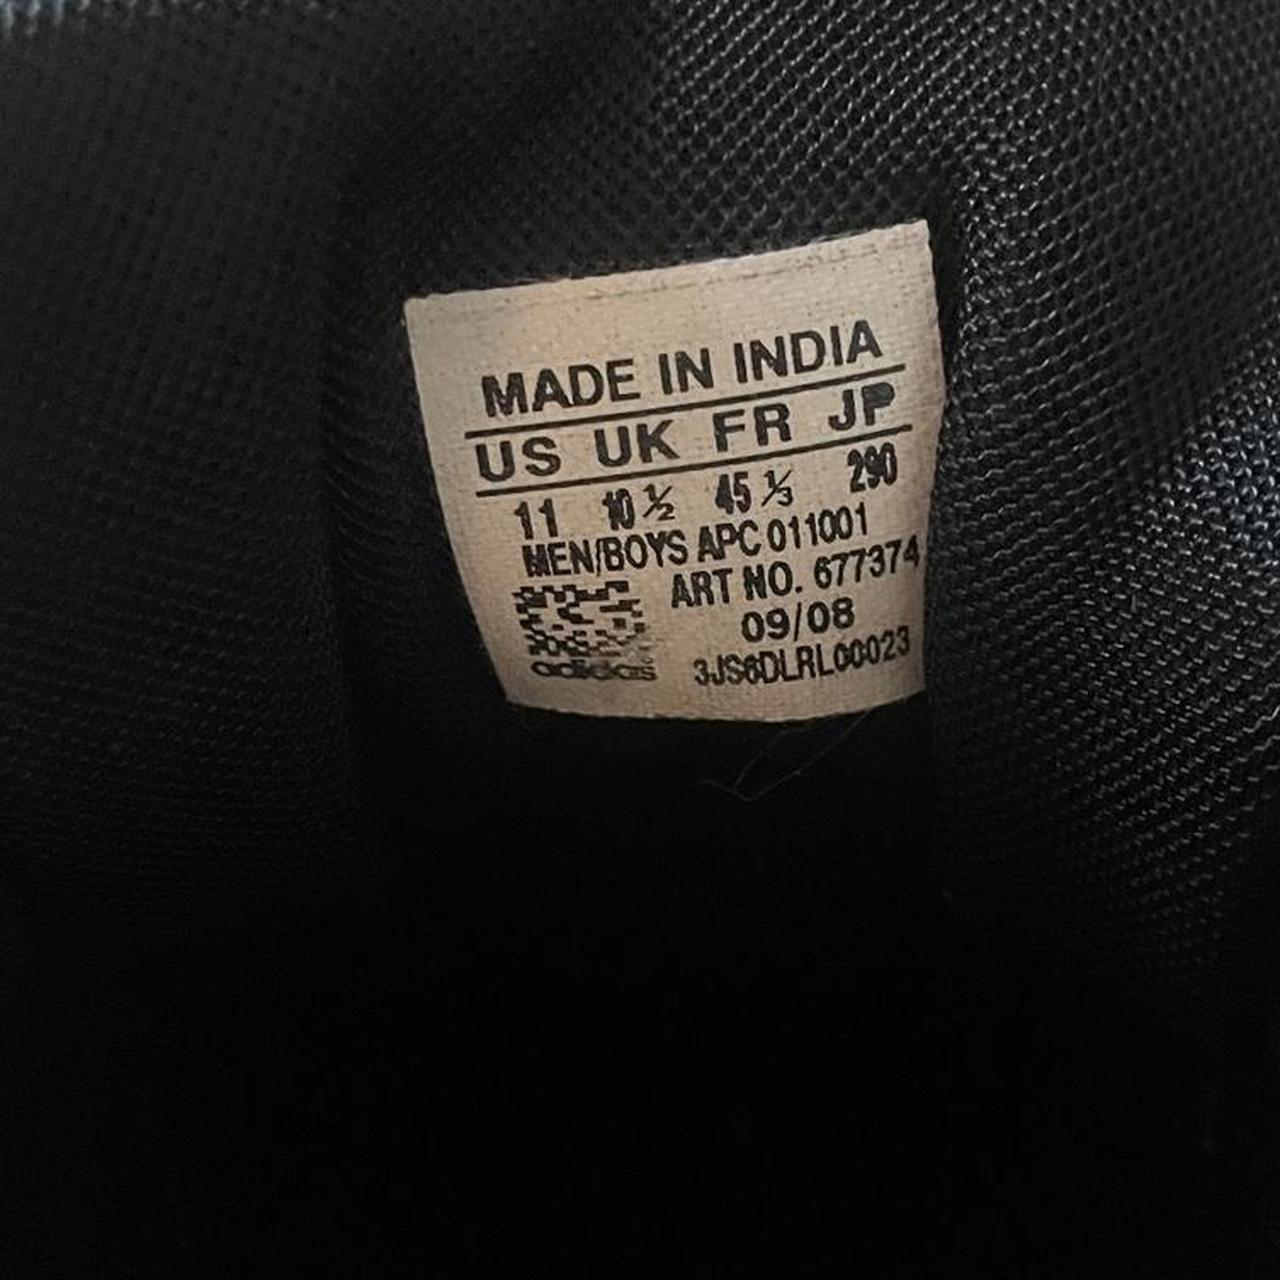 MADE IN INDIA
US UK FR JP
11 10 ½ 45 ⅓ 290
MEN/BOYS APC 011001
ART NO. 677374
09/08
adidas 3JS6DLRL00023